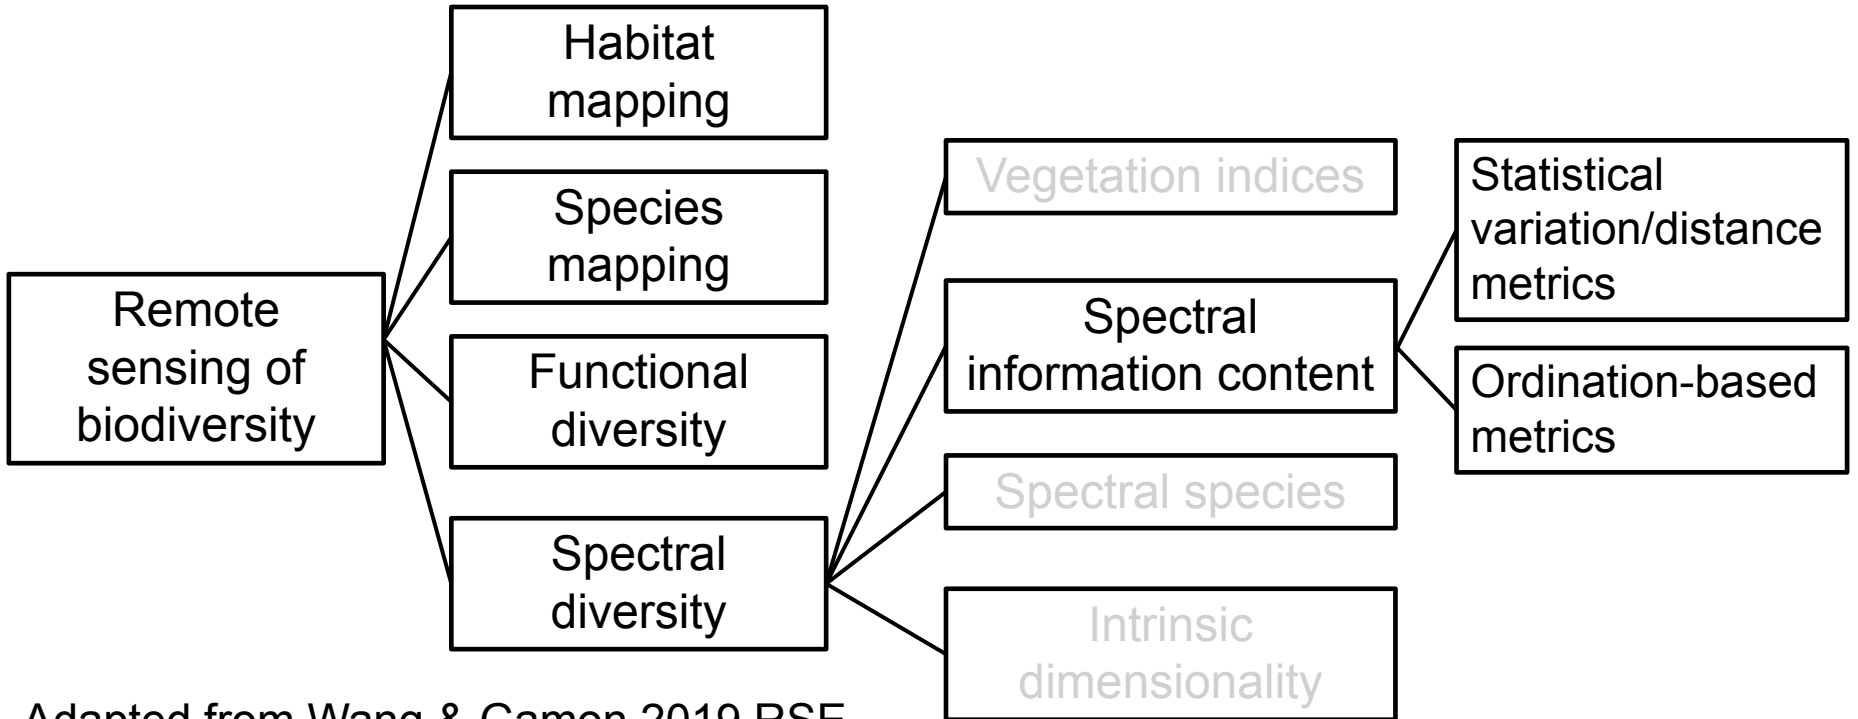 Remote
sensing of
biodiversity
Habitat
mapping
Species
mapping
Functional
diversity
Spectral
diversity
Vegetation indices
Spectral
information content
Spectral species
Intrinsic
dimensionality
Statistical
variation/distance
metrics
Ordination-based
metrics
Adapted from Wang & Gamon 2019 RSE